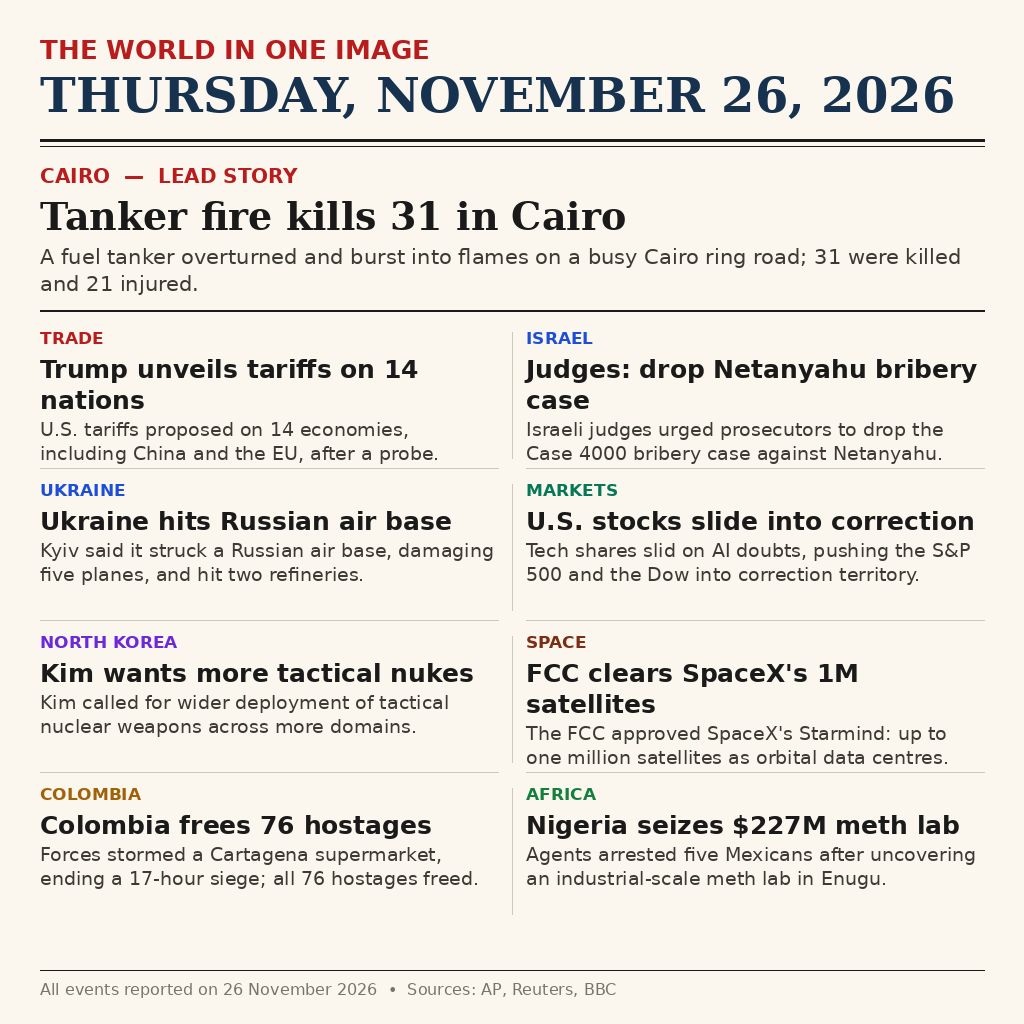 THE WORLD IN ONE IMAGE
THURSDAY, NOVEMBER 26, 2026
CAIRO — LEAD STORY
Tanker fire kills 31 in Cairo
A fuel tanker overturned and burst into flames on a busy Cairo ring road; 31 were killed
and 21 injured.
TRADE
Trump unveils tariffs on 14
nations
U.S. tariffs proposed on 14 economies,
including China and the EU, after a probe.
ISRAEL
Judges: drop Netanyahu bribery
case
Israeli judges urged prosecutors to drop the
Case 4000 bribery case against Netanyahu.
UKRAINE
Ukraine hits Russian air base
Kyiv said it struck a Russian air base, damaging
five planes, and hit two refineries.
MARKETS
U.S. stocks slide into correction
Tech shares slid on AI doubts, pushing the S&P
500 and the Dow into correction territory.
NORTH KOREA
Kim wants more tactical nukes
Kim called for wider deployment of tactical
nuclear weapons across more domains.
SPACE
FCC clears SpaceX's 1M
satellites
The FCC approved SpaceX's Starmind: up to
one million satellites as orbital data centres.
COLOMBIA
Colombia frees 76 hostages
Forces stormed a Cartagena supermarket,
ending a 17-hour siege; all 76 hostages freed.
AFRICA
Nigeria seizes $227M meth lab
Agents arrested five Mexicans after uncovering
an industrial-scale meth lab in Enugu.
All events reported on 26 November 2026 • Sources: AP, Reuters, BBC